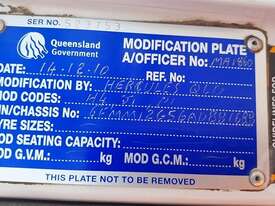 SER NO. 523753
Queensland Government
MODIFICATION PLATE
A/OFFICER No:
DATE: 14.12.10
REF. No:
MODIFICATION BY: HERCULES QLD
MOD CODES:
VIN/CHASSIS No:
TYRE SIZES:
MOD SEATING CAPACITY:
MOD G.V.M. kg MOD G.C.M. kg
THIS PLATE NOT TO BE REMOVED